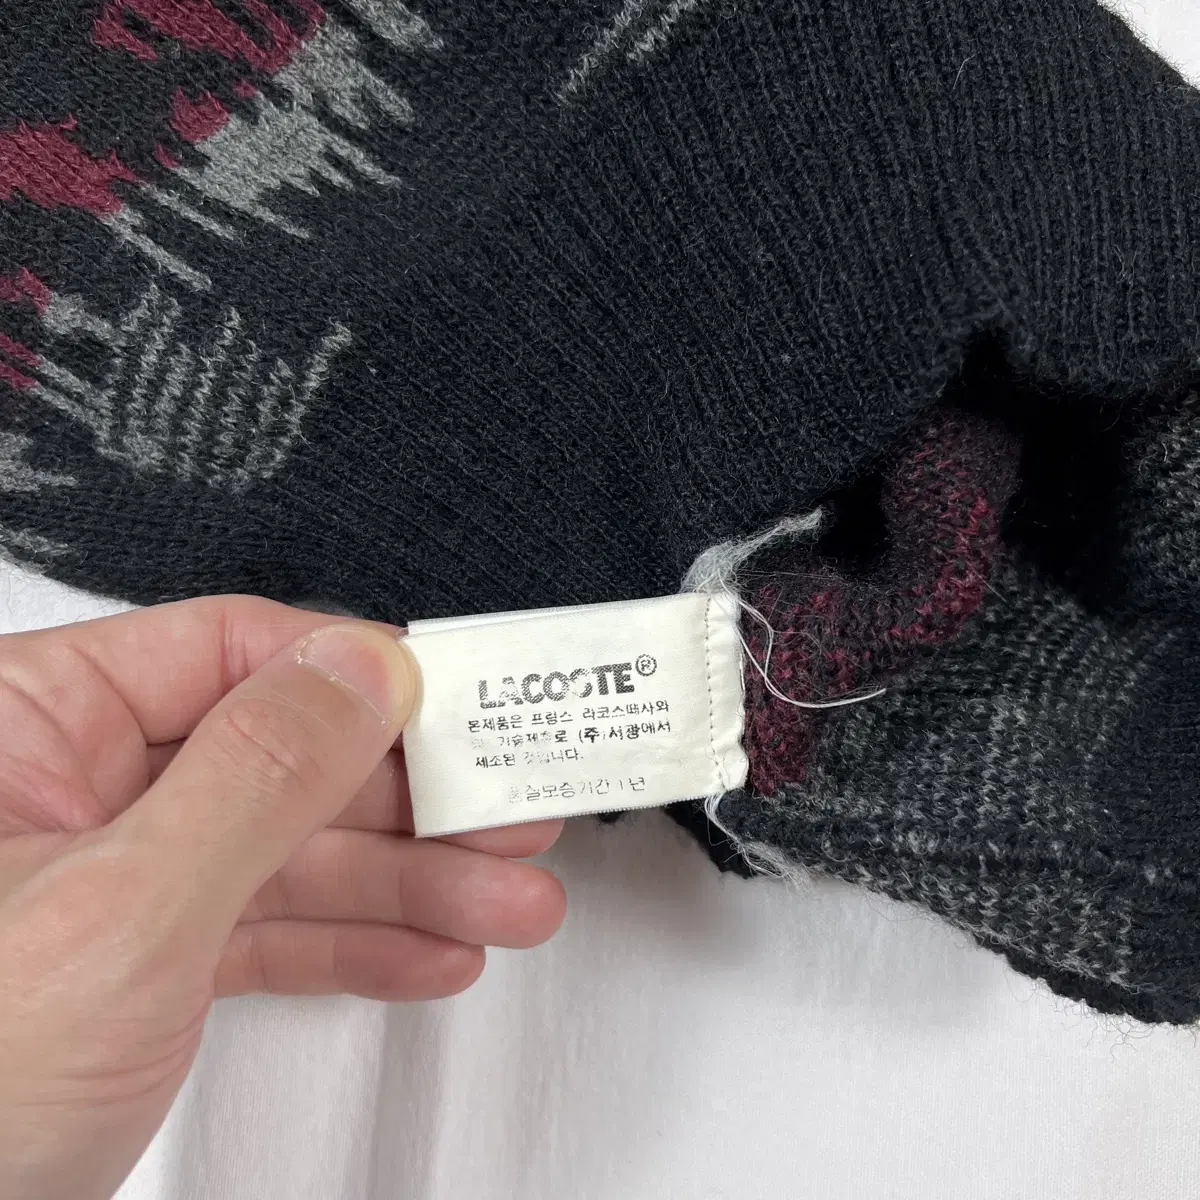 LACOSTE®
본제품은 프랑스 라코스떼사와
기술제휴로 (주)서광에서
제조된 것입니다.
품질보증기간 1년